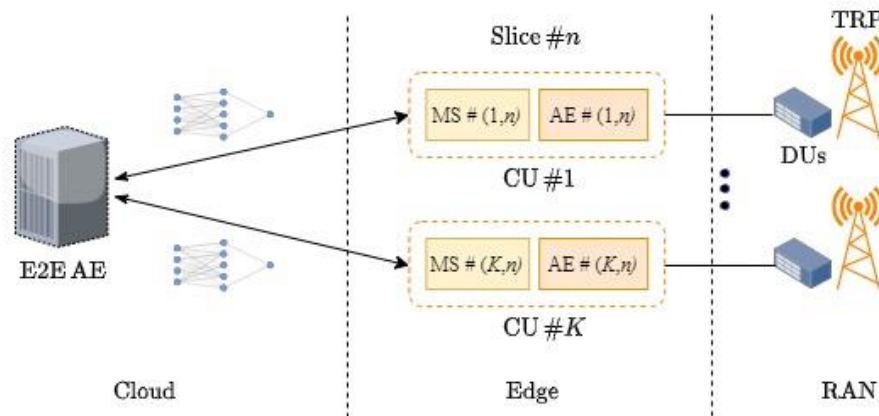 TRP
Slice #n
MS # (1,n) AE # (1,n)
DUs
CU #1
E2E AE
MS # (K,n) AE # (K,n)
CU #K
Cloud Edge RAN